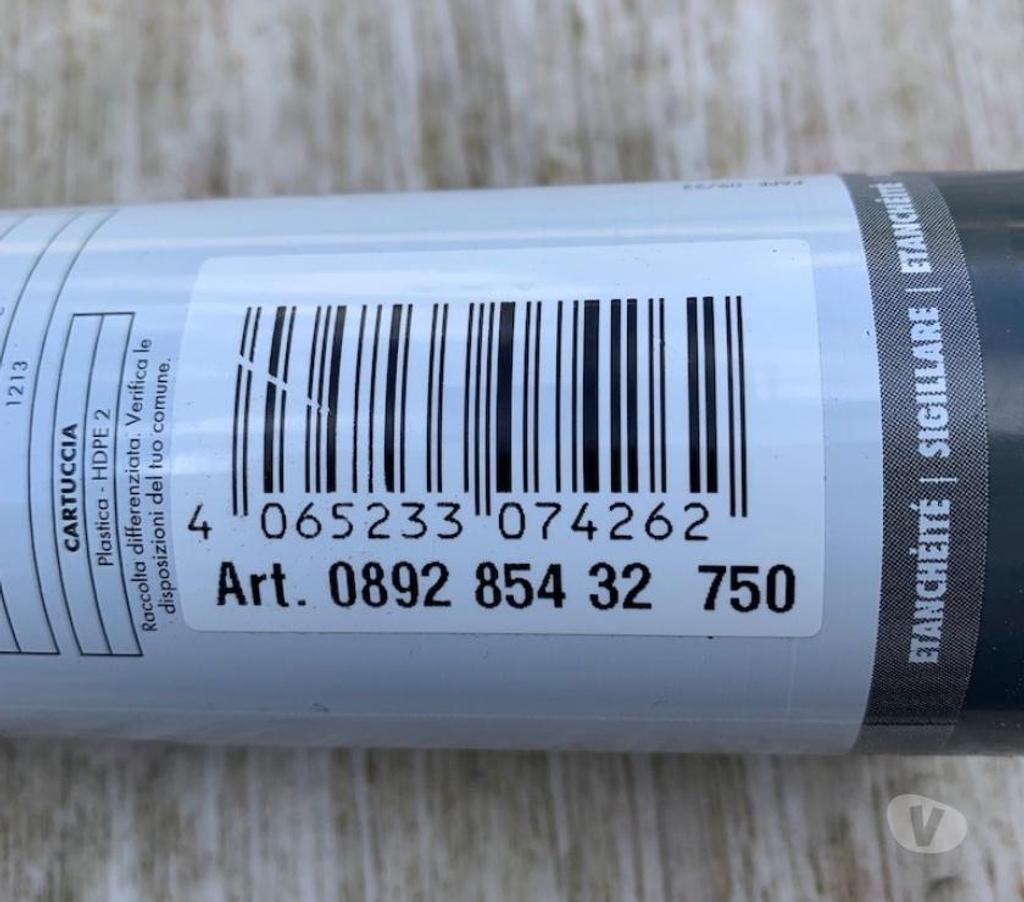 1213
CARTUCCIA
Plastica - HDPE 2
Raccolta differenziata. Verifica le
disposizioni del tuo comune.
4 065233 074262
Art. 0892 854 32 750
ETANCHÉITÉ | SIGILLARE | ETANCHÉITÉ
V